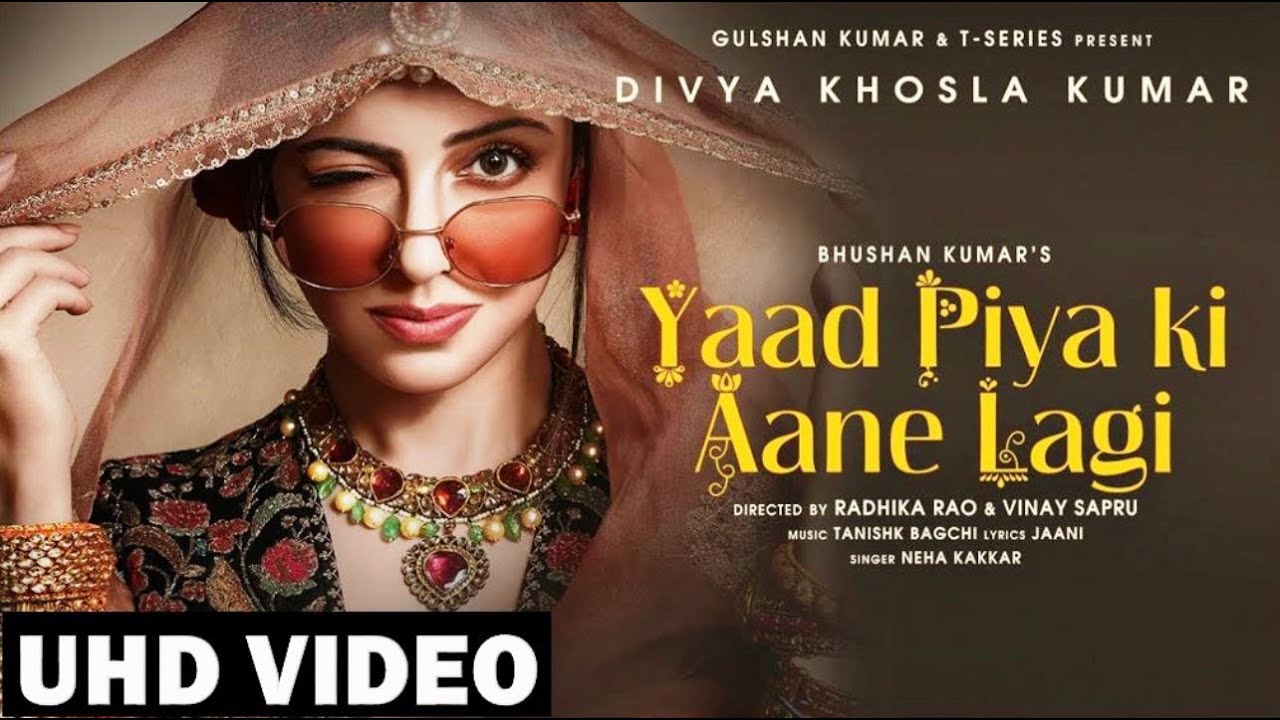 GULSHAN KUMAR & T-SERIES PRESENT
DIVYA KHOSLA KUMAR
BHUSHAN KUMAR'S
Yaad Piya ki
Aane Lagi
DIRECTED BY RADHIKA RAO & VINAY SAPRU
MUSIC TANISHK BAGCHI LYRICS JAANI
SINGER NEHA KAKKAR
UHD VIDEO